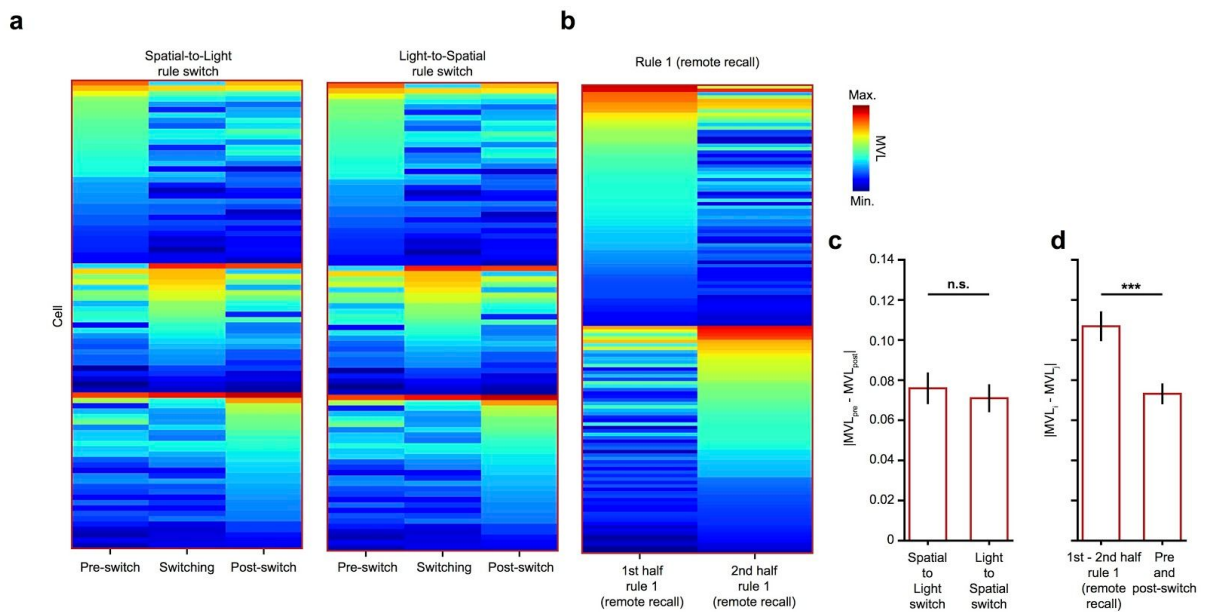 a
Spatial-to-Light
rule switch
Light-to-Spatial
rule switch
Cell
Pre-switch
Switching
Post-switch
Pre-switch
Switching
Post-switch
b
Rule 1 (remote recall)
1st half
rule 1
(remote recall)
2nd half
rule 1
(remote recall)
Max.
MVL
Min.
c
0.14
0.12
0.10
0.08
0.06
0.04
0.02
0
|MVLpre - MVLpost|
n.s.
Spatial
to
Light
switch
Light
to
Spatial
switch
d
|MVLi - MVLj|
***
1st - 2nd half
rule 1
(remote
recall)
Pre
and
post-switch